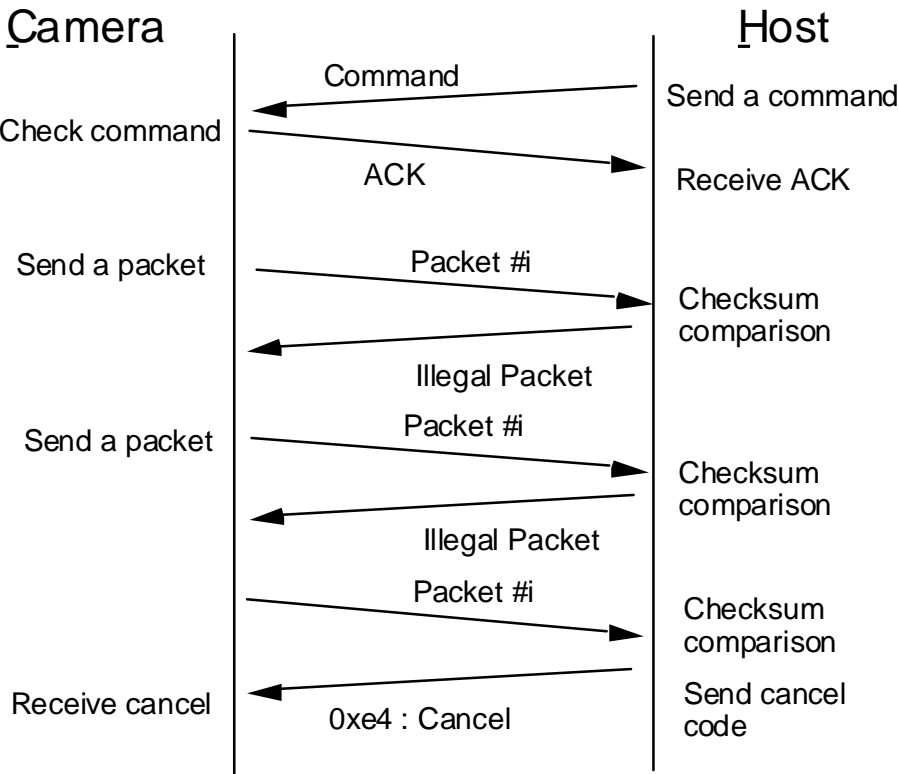 Camera
Host
Command
Send a command
Check command
ACK
Receive ACK
Send a packet
Packet #i
Checksum
comparison
Illegal Packet
Send a packet
Packet #i
Checksum
comparison
Illegal Packet
Packet #i
Checksum
comparison
Receive cancel
0xe4 : Cancel
Send cancel
code